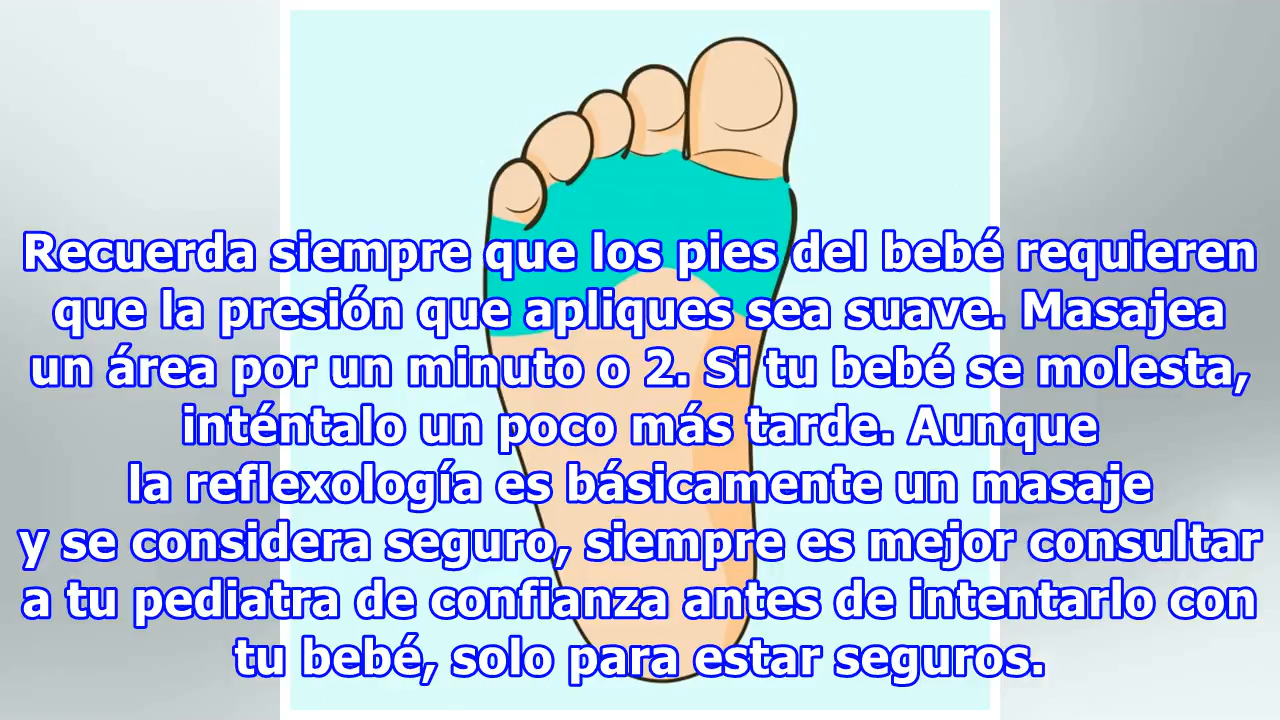 Recuerda siempre que los pies del bebé requieren
que la presión que apliques sea suave. Masajea
un área por un minuto o 2. Si tu bebé se molesta,
inténtalo un poco más tarde. Aunque
la reflexología es básicamente un masaje
y se considera seguro, siempre es mejor consultar
a tu pediatra de confianza antes de intentarlo con
tu bebé, solo para estar seguros.